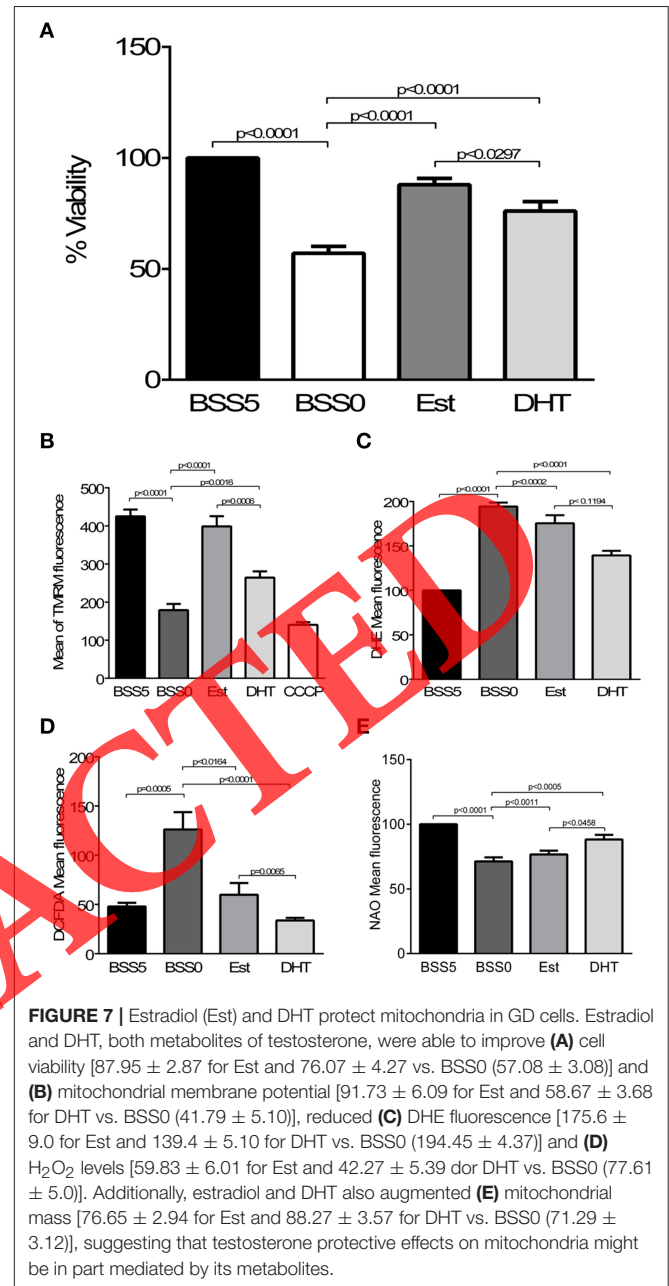 A
150
100
50
0
% Viability
p<0.0001
p<0.0001
p<0.0001
p<0.0297
BSS5 BSS0 Est DHT
B
500
400
300
200
100
0
Mean of TMRM fluorescence
p<0.0001
p=0.0016
p<0.0001
p=0.0006
BSS5 BSS0 Est DHT CCCP
C
200
150
100
50
0
DHE Mean fluorescence
p<0.0001
p<0.0001
p<0.0002
p< 0.1194
BSS5 BSS0 Est DHT
D
200
150
100
50
0
DCFDA Mean fluorescence
p<0.0164
p<0.0001
p=0.0005
p=0.0065
BSS5 BSS0 Est DHT
E
150
100
50
0
NAO Mean fluorescence
p<0.0005
p<0.0011
p<0.0001
p<0.0458
BSS5 BSS0 Est DHT
ACTED
FIGURE 7 | Estradiol (Est) and DHT protect mitochondria in GD cells. Estradiol
and DHT, both metabolites of testosterone, were able to improve (A) cell
viability [87.95 ± 2.87 for Est and 76.07 ± 4.27 vs. BSS0 (57.08 ± 3.08)] and
(B) mitochondrial membrane potential [91.73 ± 6.09 for Est and 58.67 ± 3.68
for DHT vs. BSS0 (41.79 ± 5.10)], reduced (C) DHE fluorescence [175.6 ±
9.0 for Est and 139.4 ± 5.10 for DHT vs. BSS0 (194.45 ± 4.37)] and (D)
H₂O₂ levels [59.83 ± 6.01 for Est and 42.27 ± 5.39 dor DHT vs. BSS0 (77.61
± 5.0)]. Additionally, estradiol and DHT also augmented (E) mitochondrial
mass [76.65 ± 2.94 for Est and 88.27 ± 3.57 for DHT vs. BSS0 (71.29 ±
3.12)], suggesting that testosterone protective effects on mitochondria might
be in part mediated by its metabolites.